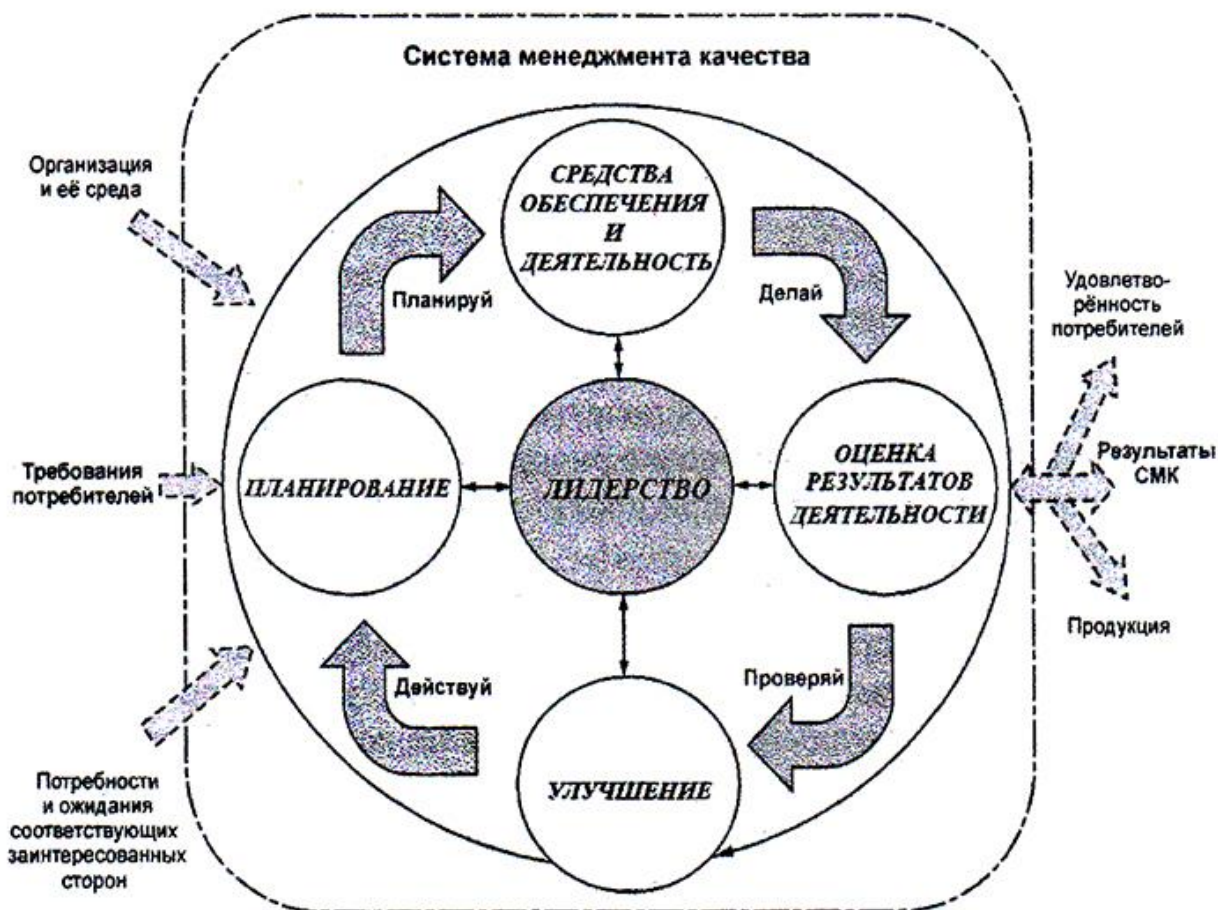 Система менеджмента качества
Организация
и её среда
СРЕДСТВА
ОБЕСПЕЧЕНИЯ
И
ДЕЯТЕЛЬНОСТЬ
Планируй
Делай
Удовлетво-
рённость
потребителей
Требования
потребителей
ПЛАНИРОВАНИЕ
ЛИДЕРСТВО
ОЦЕНКА
РЕЗУЛЬТАТОВ
ДЕЯТЕЛЬНОСТИ
Результаты
СМК
Продукция
Действуй
Проверяй
Потребности
и ожидания
соответствующих
заинтересованных
сторон
УЛУЧШЕНИЕ